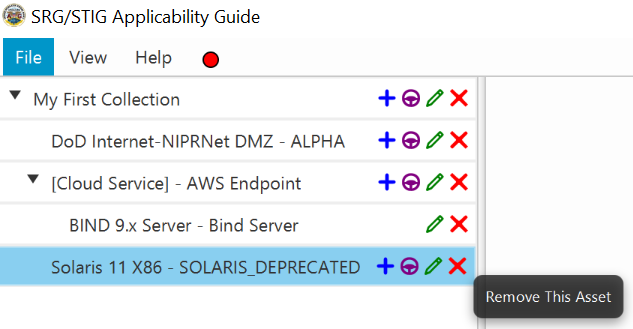 SRG/STIG Applicability Guide
File View Help
My First Collection
DoD Internet-NIPRNet DMZ - ALPHA
[Cloud Service] - AWS Endpoint
BIND 9.x Server - Bind Server
Solaris 11 X86 - SOLARIS_DEPRECATED
Remove This Asset